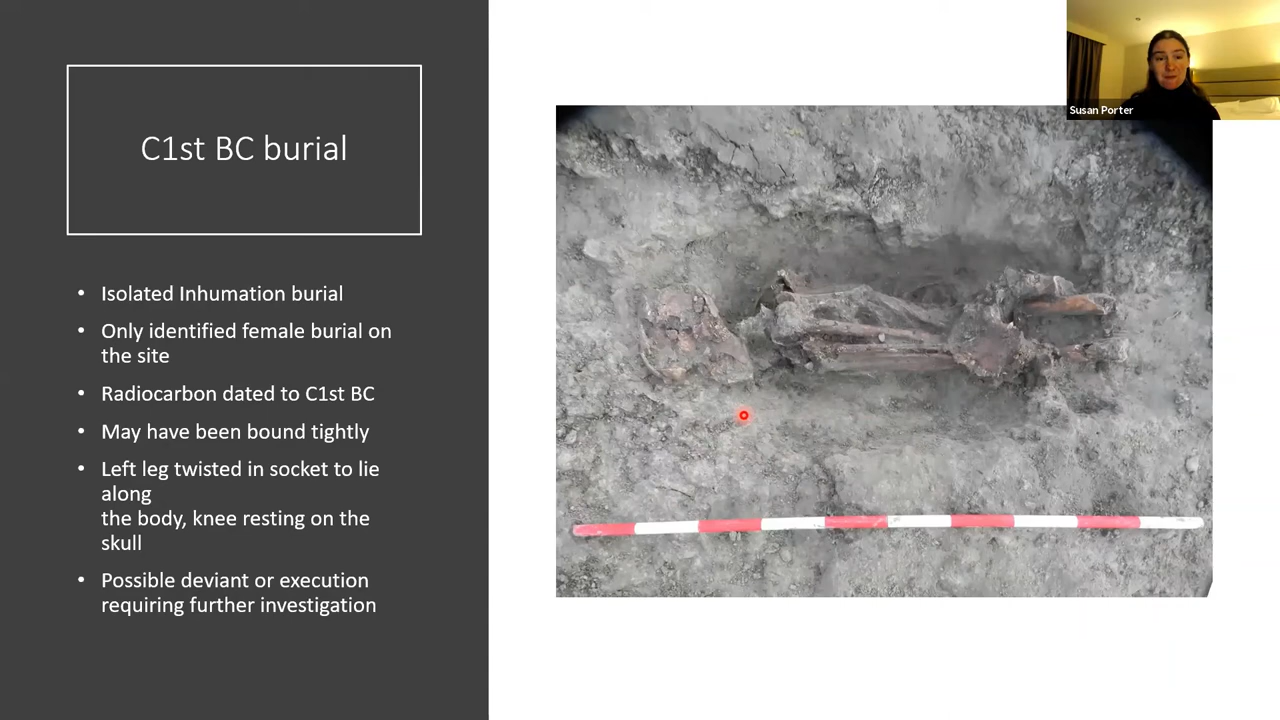 C1st BC burial
• Isolated Inhumation burial
• Only identified female burial on
the site
• Radiocarbon dated to C1st BC
• May have been bound tightly
• Left leg twisted in socket to lie
along
the body, knee resting on the
skull
• Possible deviant or execution
requiring further investigation
Susan Porter